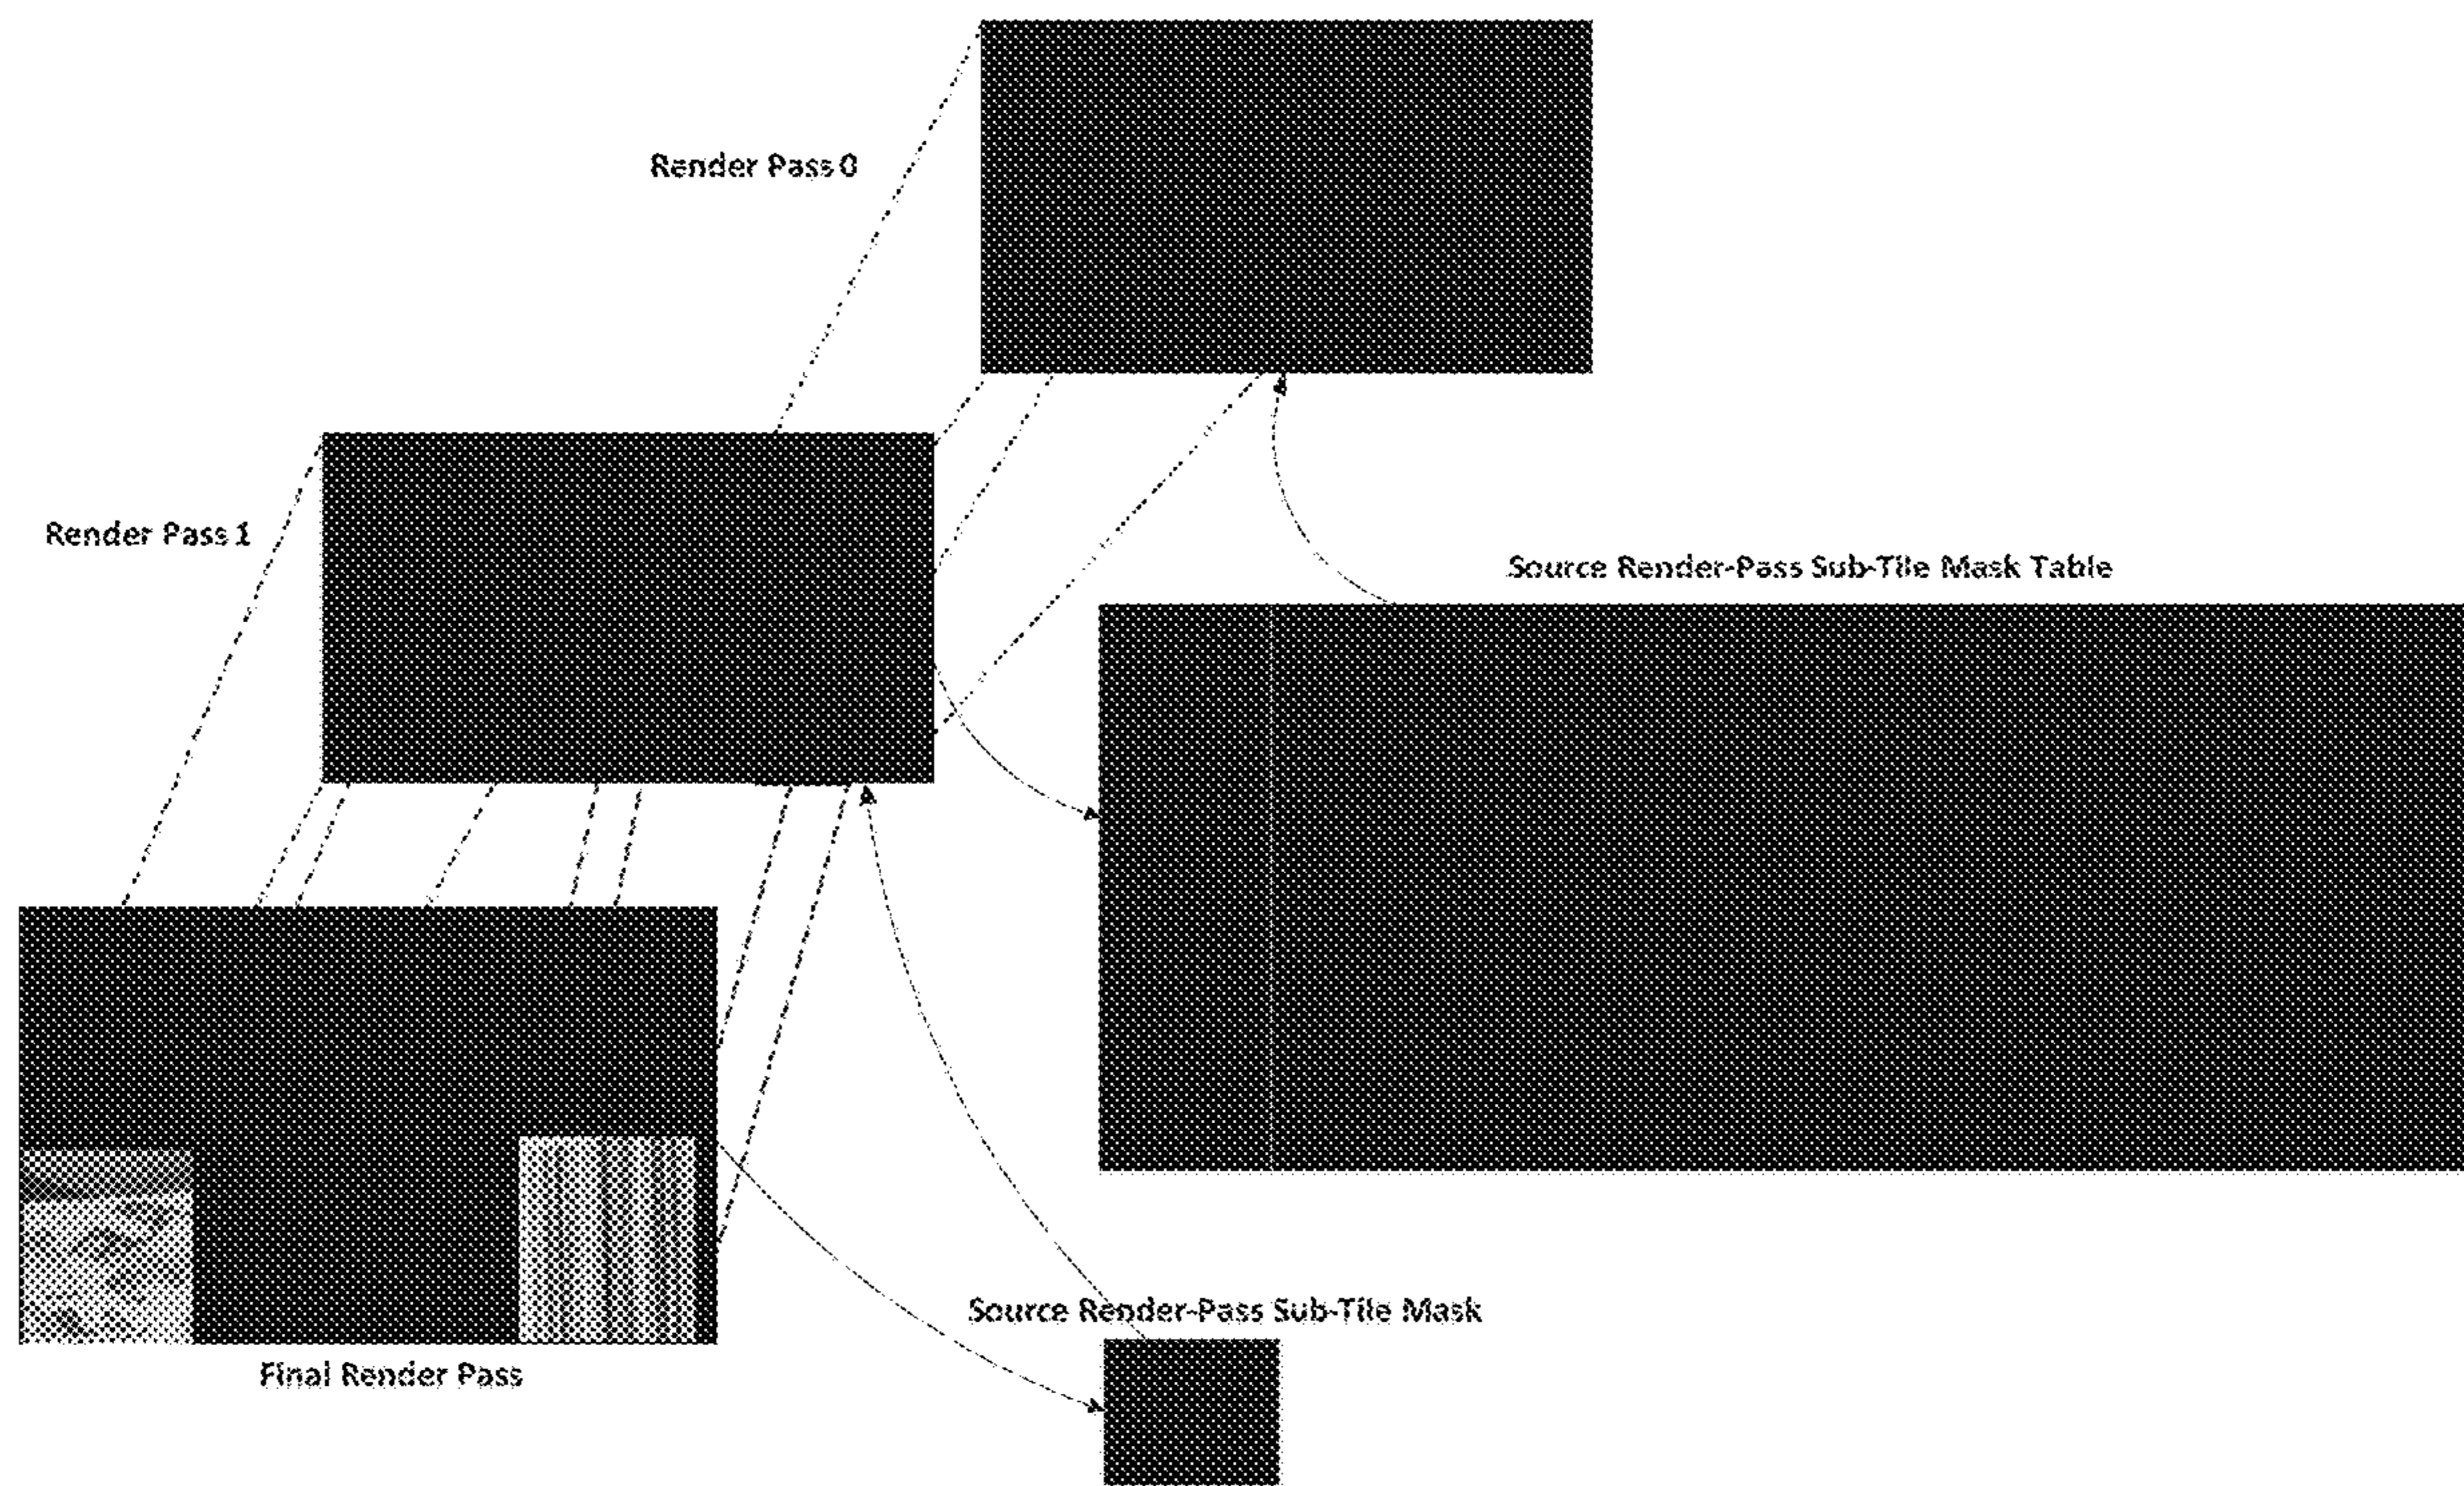 Render Pass 0
Render Pass 1
Source Render-Pass Sub-Tile Mask Table
Source Render-Pass Sub-Tile Mask
Final Render Pass